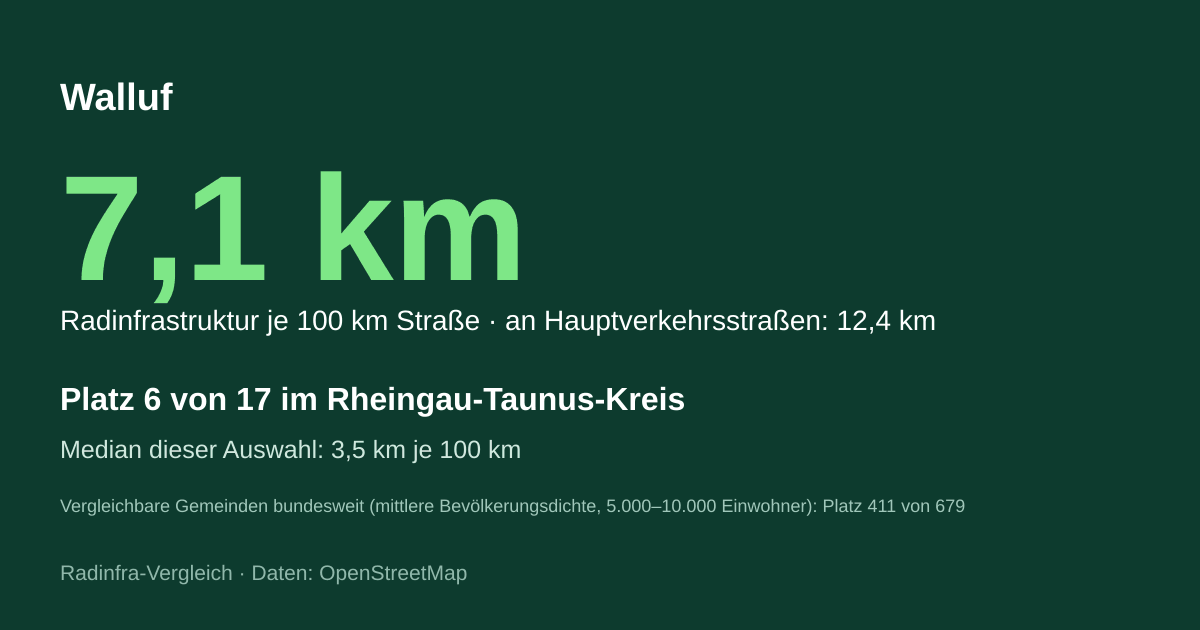 Walluf
7,1 km
Radinfrastruktur je 100 km Straße · an Hauptverkehrsstraßen: 12,4 km
Platz 6 von 17 im Rheingau-Taunus-Kreis
Median dieser Auswahl: 3,5 km je 100 km
Vergleichbare Gemeinden bundesweit (mittlere Bevölkerungsdichte, 5.000–10.000 Einwohner): Platz 411 von 679
Radinfra-Vergleich · Daten: OpenStreetMap